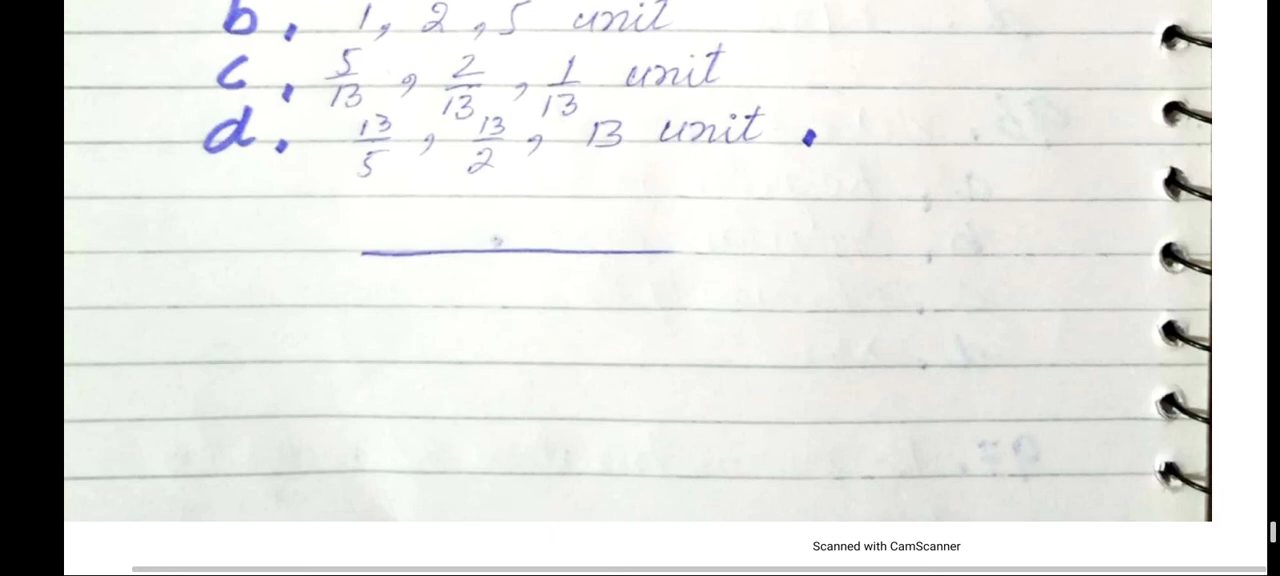 b. 1, 2, 5 unit
c. 5/13, 2/13, 1/13 unit
d. 13/5, 13/2, 13 unit.
Scanned with CamScanner